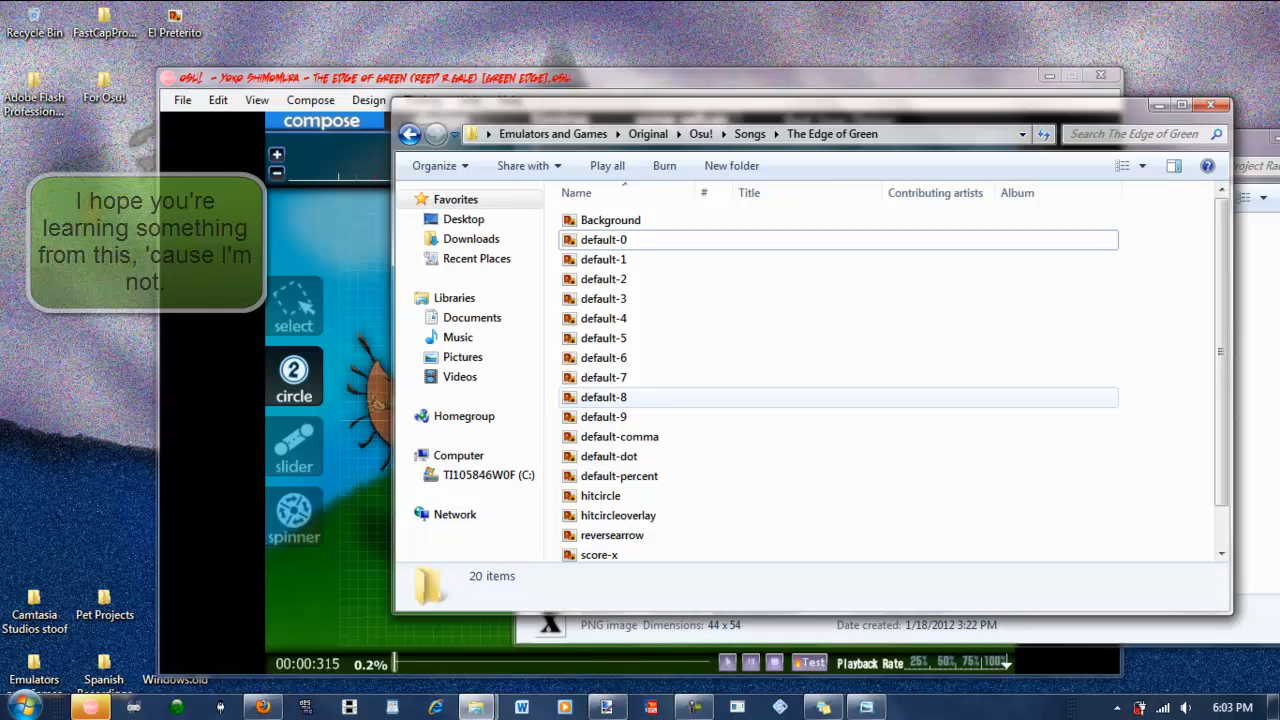 Recycle Bin
FastCapPro...
El Preterito
Adobe Flash
Profession...
For Osu!
osu! - Yoko Shimomura - The Edge of Green (Reed R.Gale) [Green Edge].osu
File Edit View Compose Design
compose
Emulators and Games Original Osu! Songs The Edge of Green
Search The Edge of Green
Organize Share with Play all Burn New folder
Name # Title Contributing artists Album
I hope you're
learning something
from this, 'cause I'm
not.
select
2
circle
slider
spinner
Favorites
Desktop
Downloads
Recent Places
Libraries
Documents
Music
Pictures
Videos
Homegroup
Computer
TI105846W0F (C:)
Network
Background
default-0
default-1
default-2
default-3
default-4
default-5
default-6
default-7
default-8
default-9
default-comma
default-dot
default-percent
hitcircle
hitcircleoverlay
reversearrow
score-x
20 items
X
PNG image Dimensions: 44 x 54 Date created: 1/18/2012 3:22 PM
00:00:315 0.2%
Test Playback Rate 25% 50% 75% 100%
Camtasia
Studios stoof
Pet Projects
Emulators
Spanish
Windows.old
6:03 PM